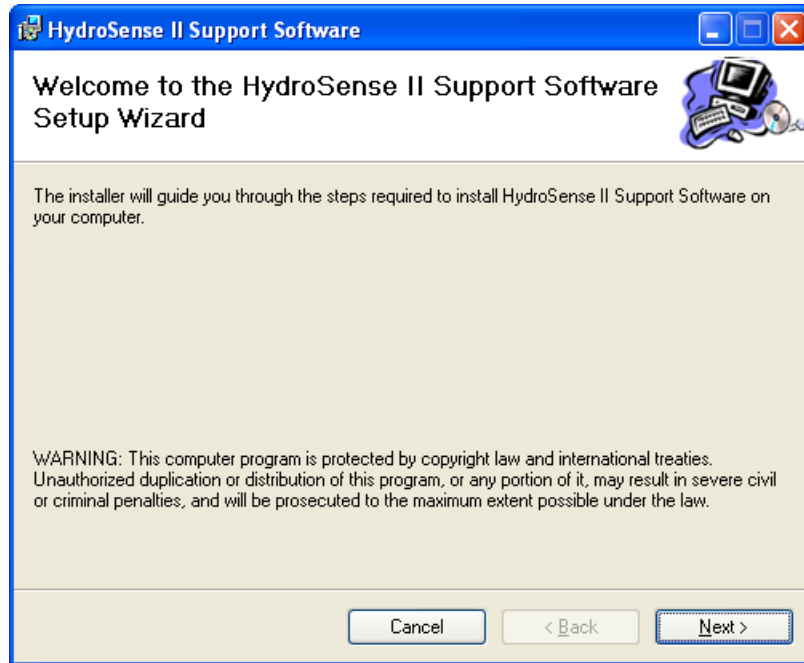 HydroSense II Support Software
Welcome to the HydroSense II Support Software
Setup Wizard
The installer will guide you through the steps required to install HydroSense II Support Software on
your computer.
WARNING: This computer program is protected by copyright law and international treaties.
Unauthorized duplication or distribution of this program, or any portion of it, may result in severe civil
or criminal penalties, and will be prosecuted to the maximum extent possible under the law.
Cancel < Back Next >